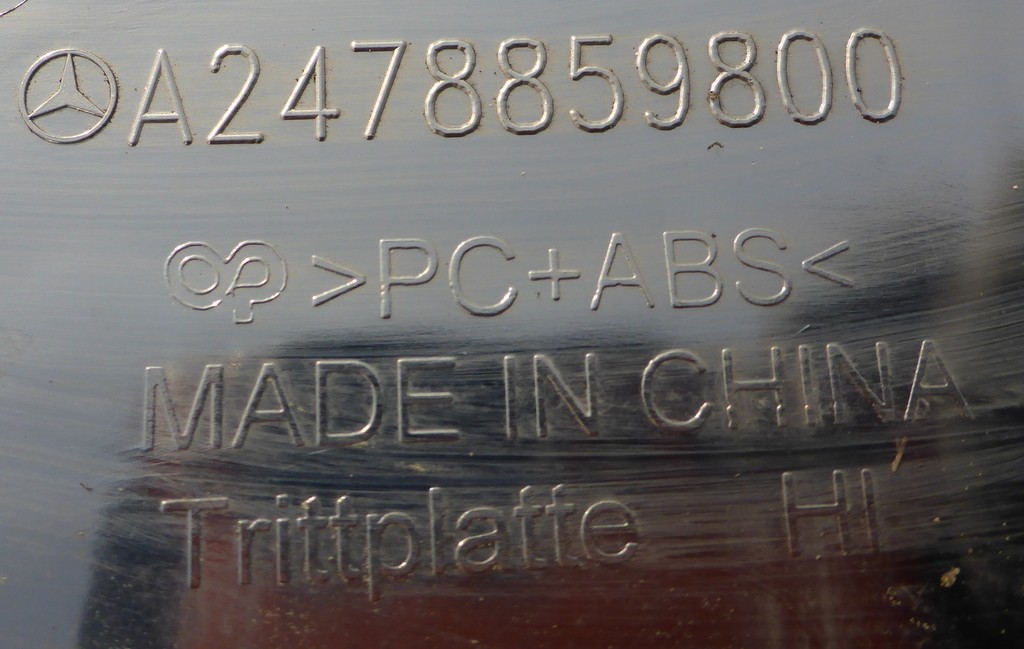 A2478859800
>PC+ABS<
MADE IN CHINA
Trittplatte HI